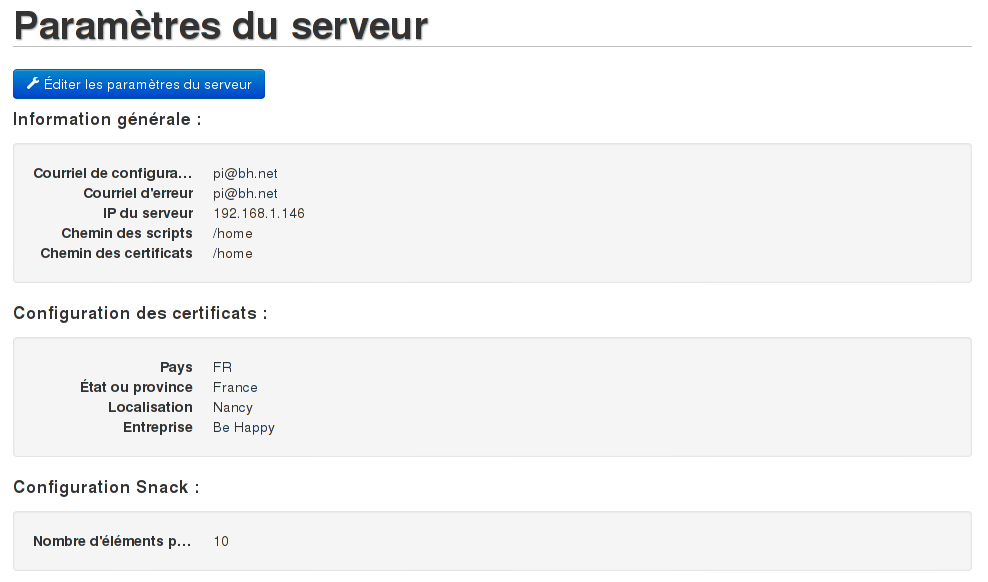 Paramètres du serveur
Éditer les paramètres du serveur
Information générale :
Courriel de configura... pi@bh.net
Courriel d'erreur pi@bh.net
IP du serveur 192.168.1.146
Chemin des scripts /home
Chemin des certificats /home
Configuration des certificats :
Pays FR
État ou province France
Localisation Nancy
Entreprise Be Happy
Configuration Snack :
Nombre d'éléments p... 10